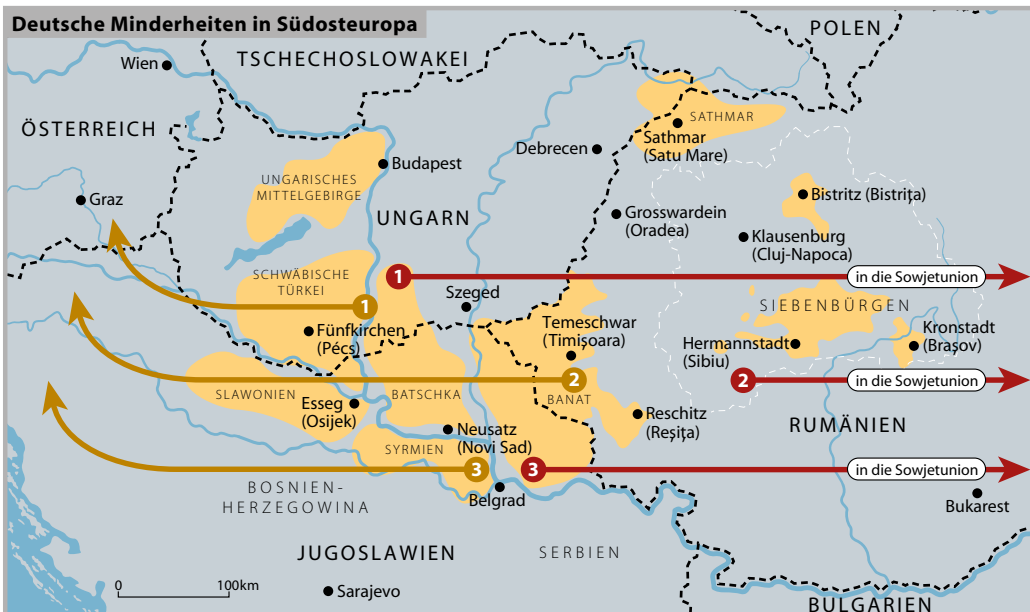 Deutsche Minderheiten in Südosteuropa
POLEN
TSCHECHOSLOWAKEI
Wien
ÖSTERREICH
SATHMAR
Sathmar
(Satu Mare)
Debrecen
Budapest
UNGARISCHES
MITTELGEBIRGE
Graz
Bistritz (Bistrița)
UNGARN
Grosswardein
(Oradea)
Klausenburg
(Cluj-Napoca)
SCHWÄBISCHE
TÜRKEI
1
in die Sowjetunion
1
Szeged
SIEBENBÜRGEN
Fünfkirchen
(Pécs)
Temeschwar
(Timișoara)
Hermannstadt
(Sibiu)
Kronstadt
(Brașov)
2
2
in die Sowjetunion
SLAWONIEN
BATSCHKA
BANAT
Esseg
(Osijek)
Reschitz
(Reșița)
RUMÄNIEN
Neusatz
(Novi Sad)
SYRMIEN
3
3
in die Sowjetunion
BOSNIEN-
HERZEGOWINA
Belgrad
Bukarest
JUGOSLAWIEN
SERBIEN
0 100km
Sarajevo
BULGARIEN